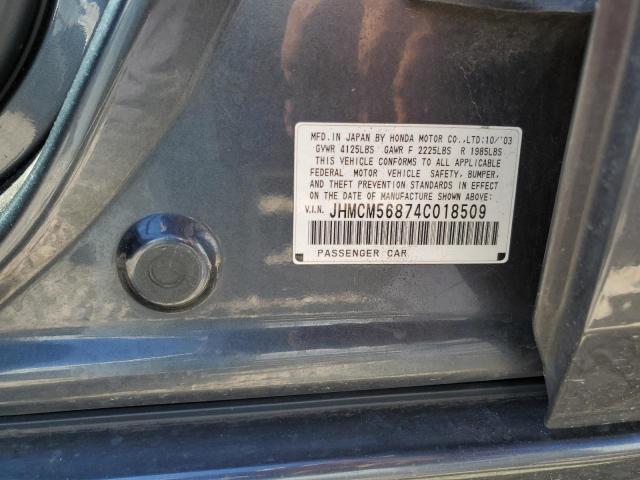 MFD. IN JAPAN BY HONDA MOTOR CO., LTD: 10/'03
GVWR 4125LBS GAWR F 2225LBS R 1985LBS
THIS VEHICLE CONFORMS TO ALL APPLICABLE
FEDERAL MOTOR VEHICLE SAFETY, BUMPER,
AND THEFT PREVENTION STANDARDS IN EFFECT
ON THE DATE OF MANUFACTURE SHOWN ABOVE:
V.I.N. JHMCM56874C018509
PASSENGER CAR